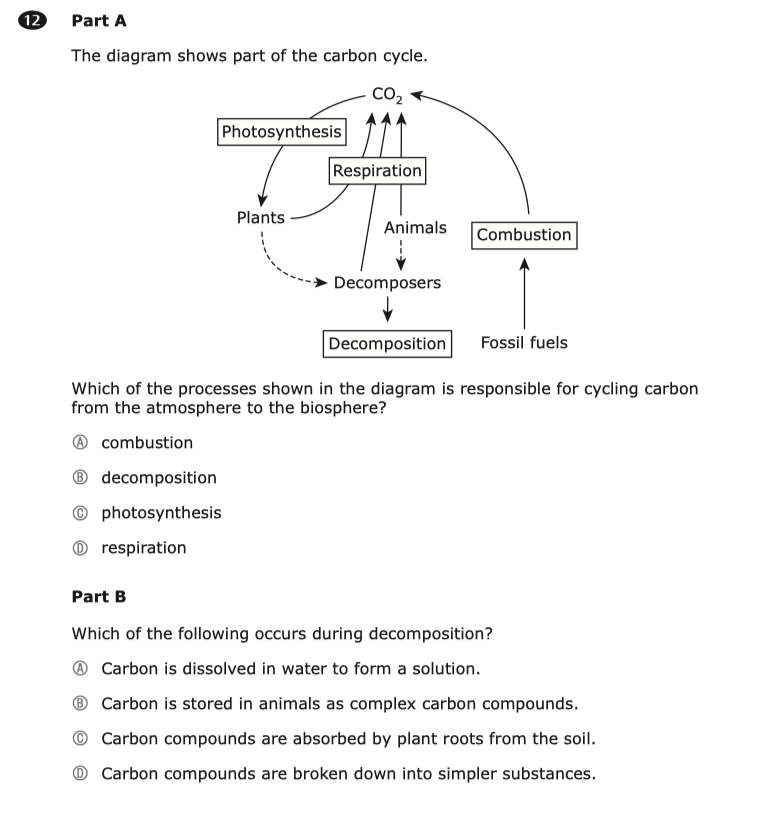 12 Part A
The diagram shows part of the carbon cycle.
CO₂
Photosynthesis
Respiration
Plants
Animals
Combustion
Decomposers
Decomposition
Fossil fuels
Which of the processes shown in the diagram is responsible for cycling carbon
from the atmosphere to the biosphere?
Ⓐ combustion
Ⓑ decomposition
Ⓒ photosynthesis
Ⓓ respiration
Part B
Which of the following occurs during decomposition?
Ⓐ Carbon is dissolved in water to form a solution.
Ⓑ Carbon is stored in animals as complex carbon compounds.
Ⓒ Carbon compounds are absorbed by plant roots from the soil.
Ⓓ Carbon compounds are broken down into simpler substances.